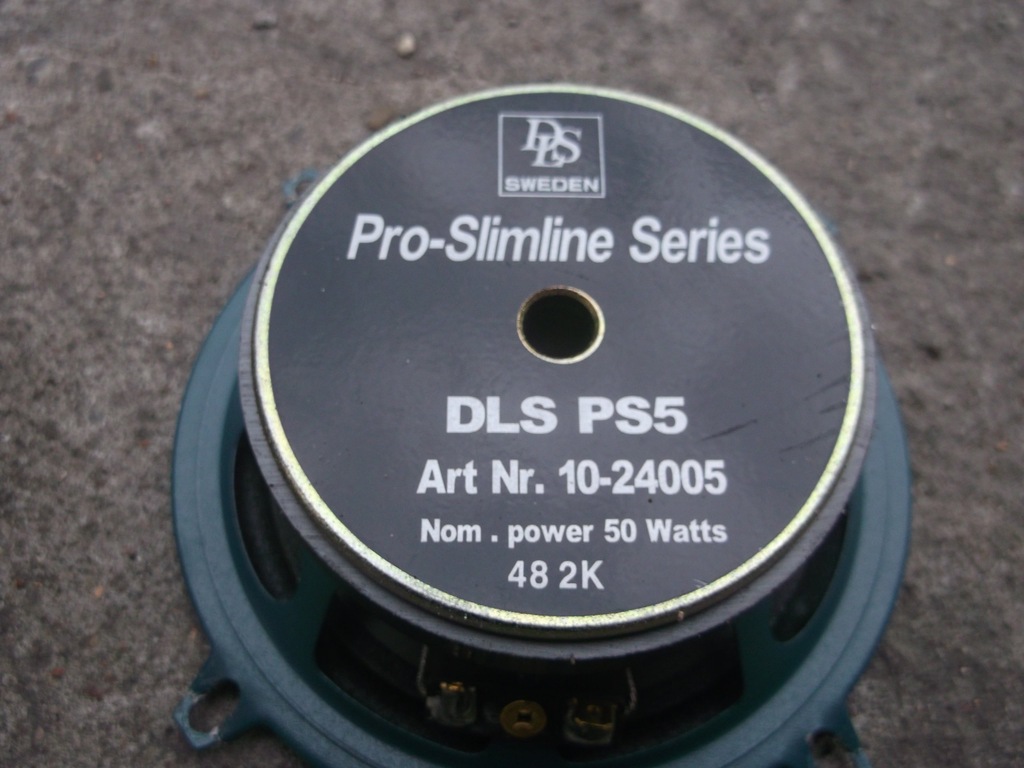 DLS
SWEDEN
Pro-Slimline Series
DLS PS5
Art Nr. 10-24005
Nom . power 50 Watts
48 2K